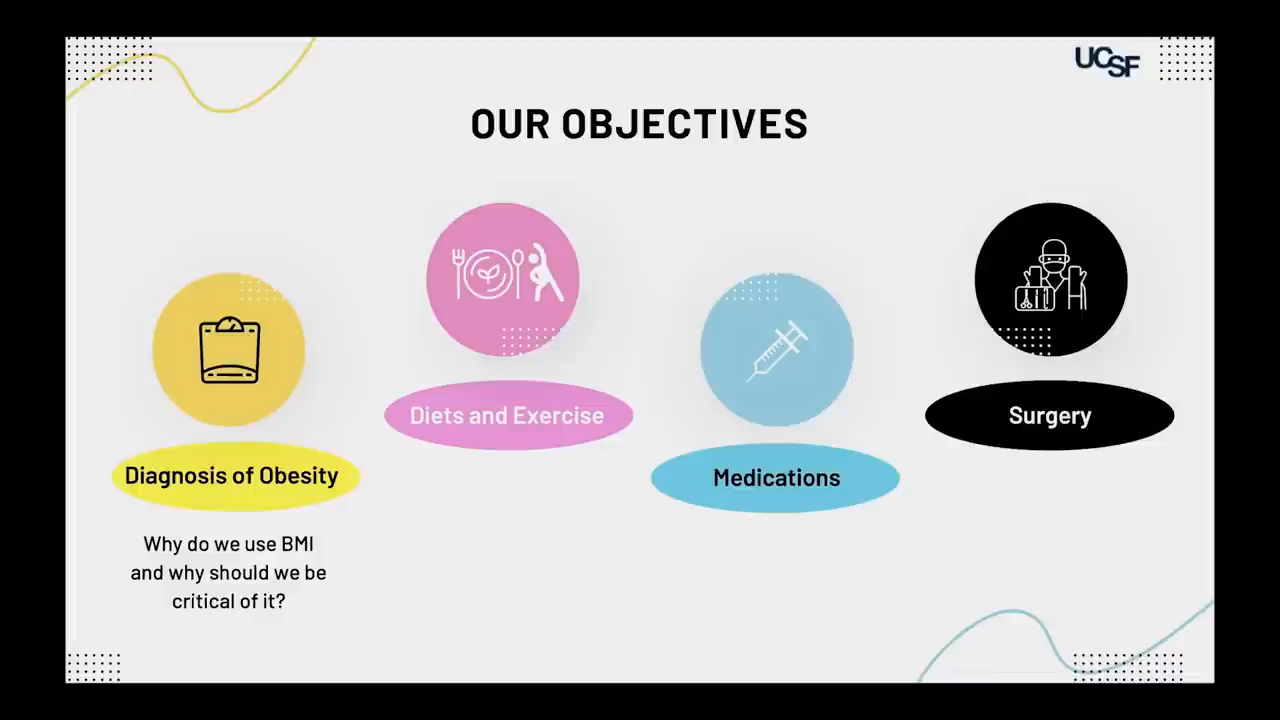 UCSF
OUR OBJECTIVES
Diagnosis of Obesity
Why do we use BMI
and why should we be
critical of it?
Diets and Exercise
Medications
Surgery